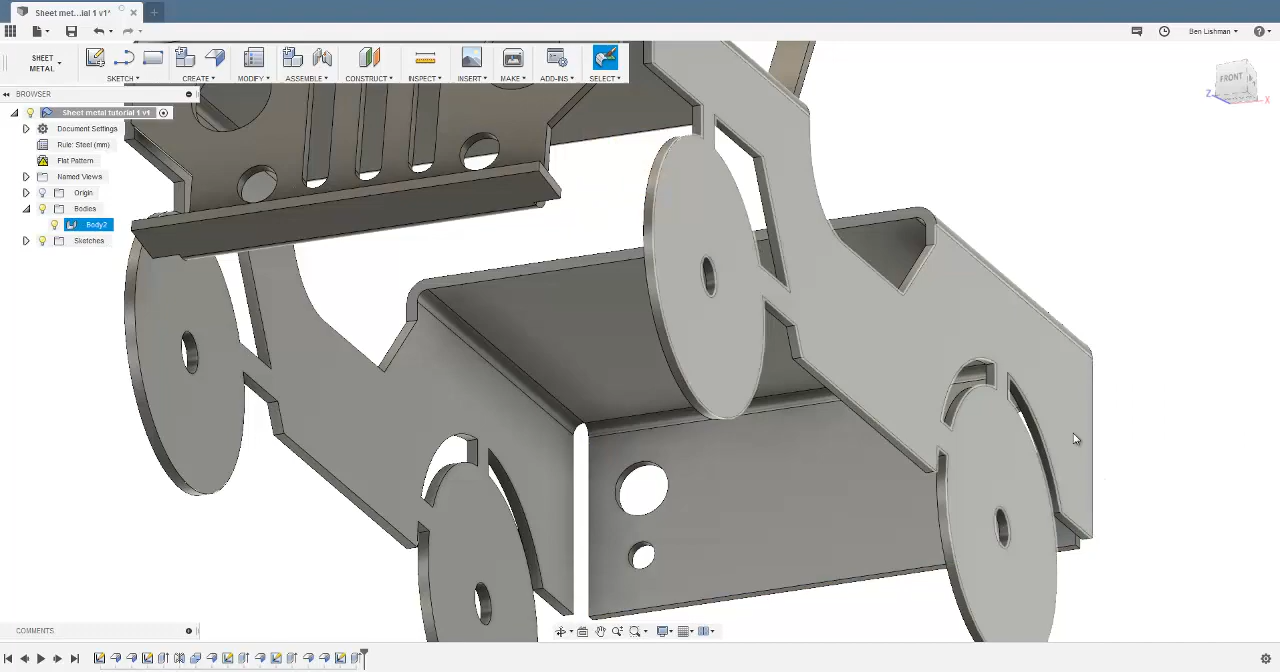 Sheet met...ial 1 v1*
Ben Lishman
SHEET METAL
SKETCH
CREATE
MODIFY
ASSEMBLE
CONSTRUCT
INSPECT
INSERT
MAKE
ADD-INS
SELECT
BROWSER
Sheet metal tutorial 1 v1
Document Settings
Rule: Steel (mm)
Flat Pattern
Named Views
Origin
Bodies
Body2
Sketches
FRONT
Z
X
COMMENTS